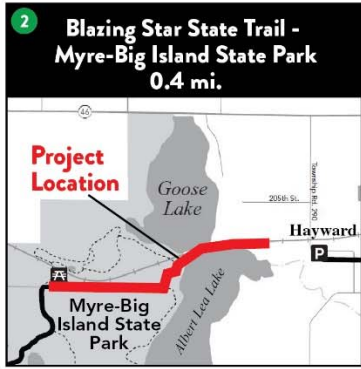 2
Blazing Star State Trail -
Myre-Big Island State Park
0.4 mi.
46
Project
Location
Goose
Lake
Township Rd. 290
205th St.
Hayward
P
Myre-Big
Island State
Park
Albert Lea Lake